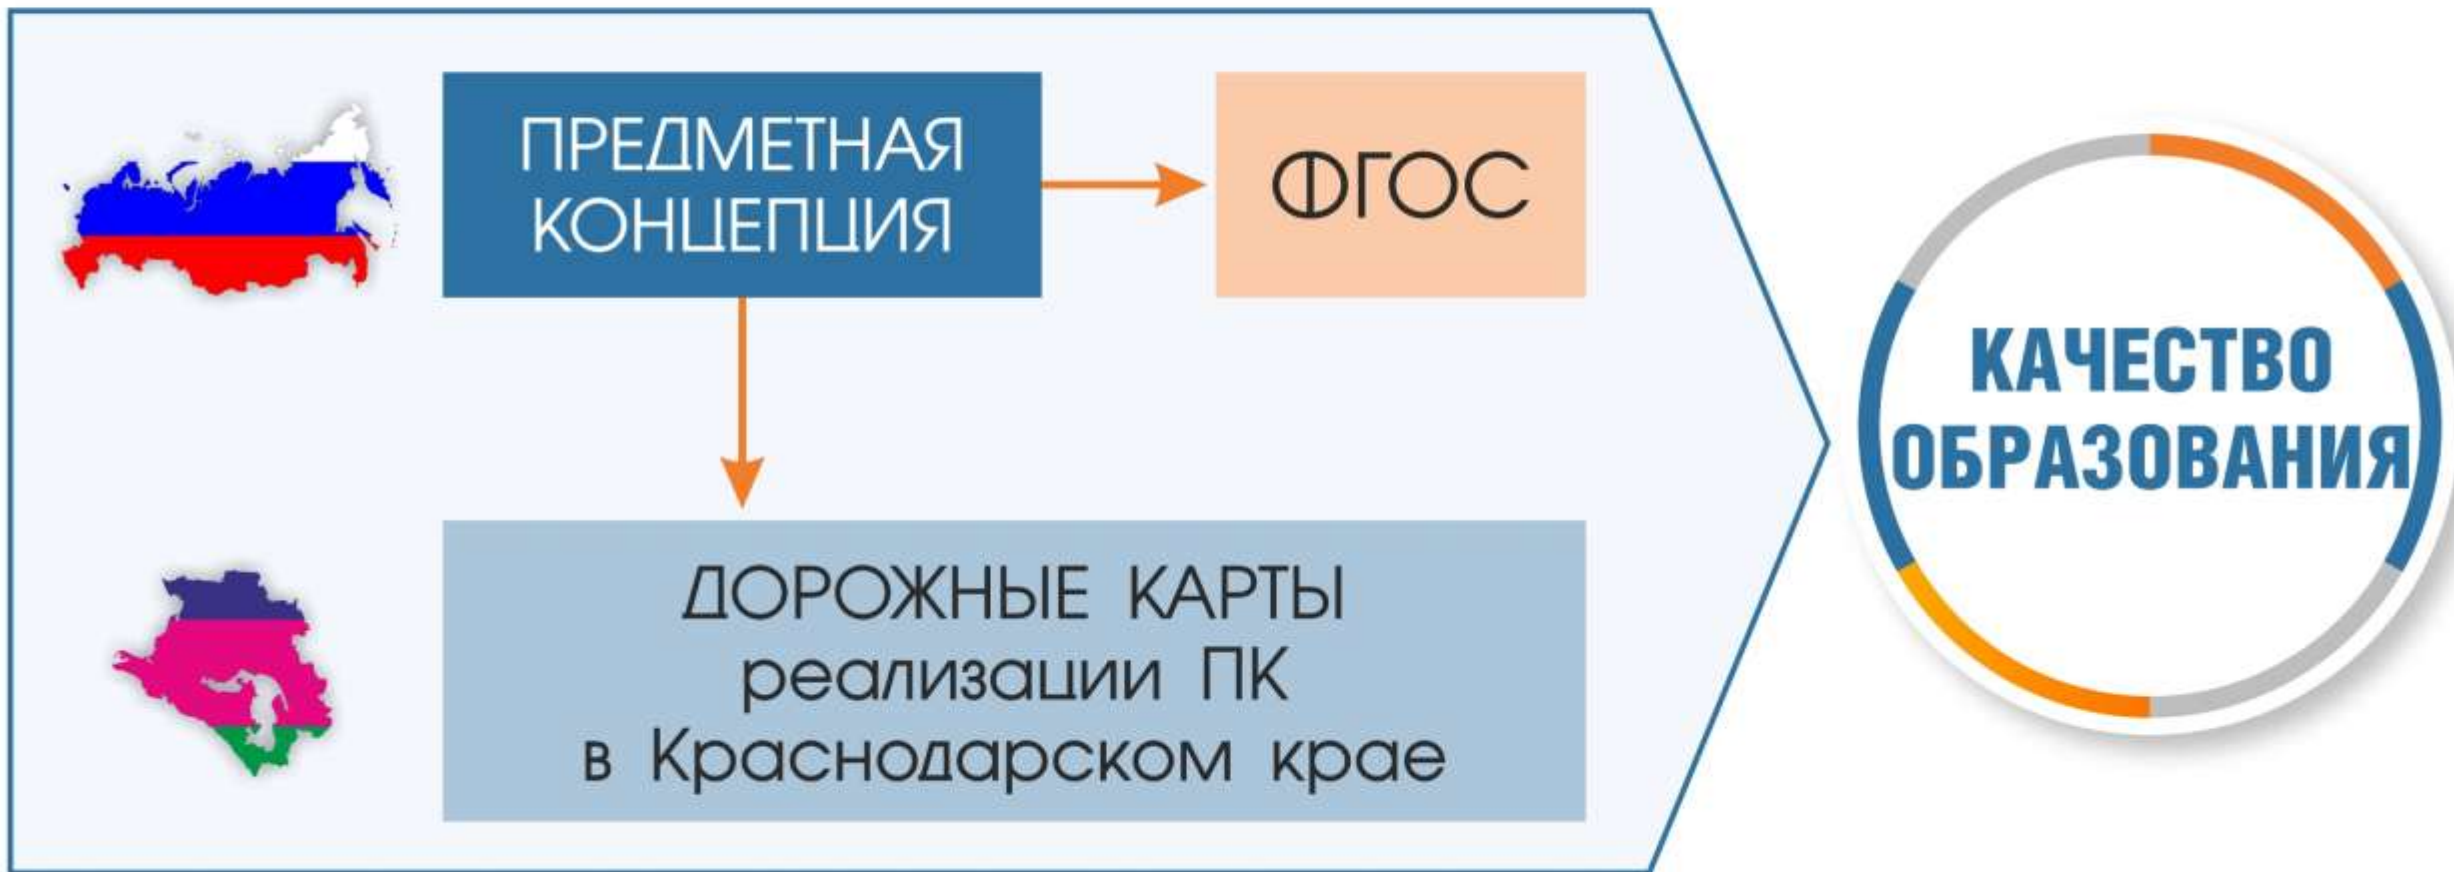 ПРЕДМЕТНАЯ
КОНЦЕПЦИЯ
ФГОС
ДОРОЖНЫЕ КАРТЫ
реализации ПК
в Краснодарском крае
КАЧЕСТВО
ОБРАЗОВАНИЯ